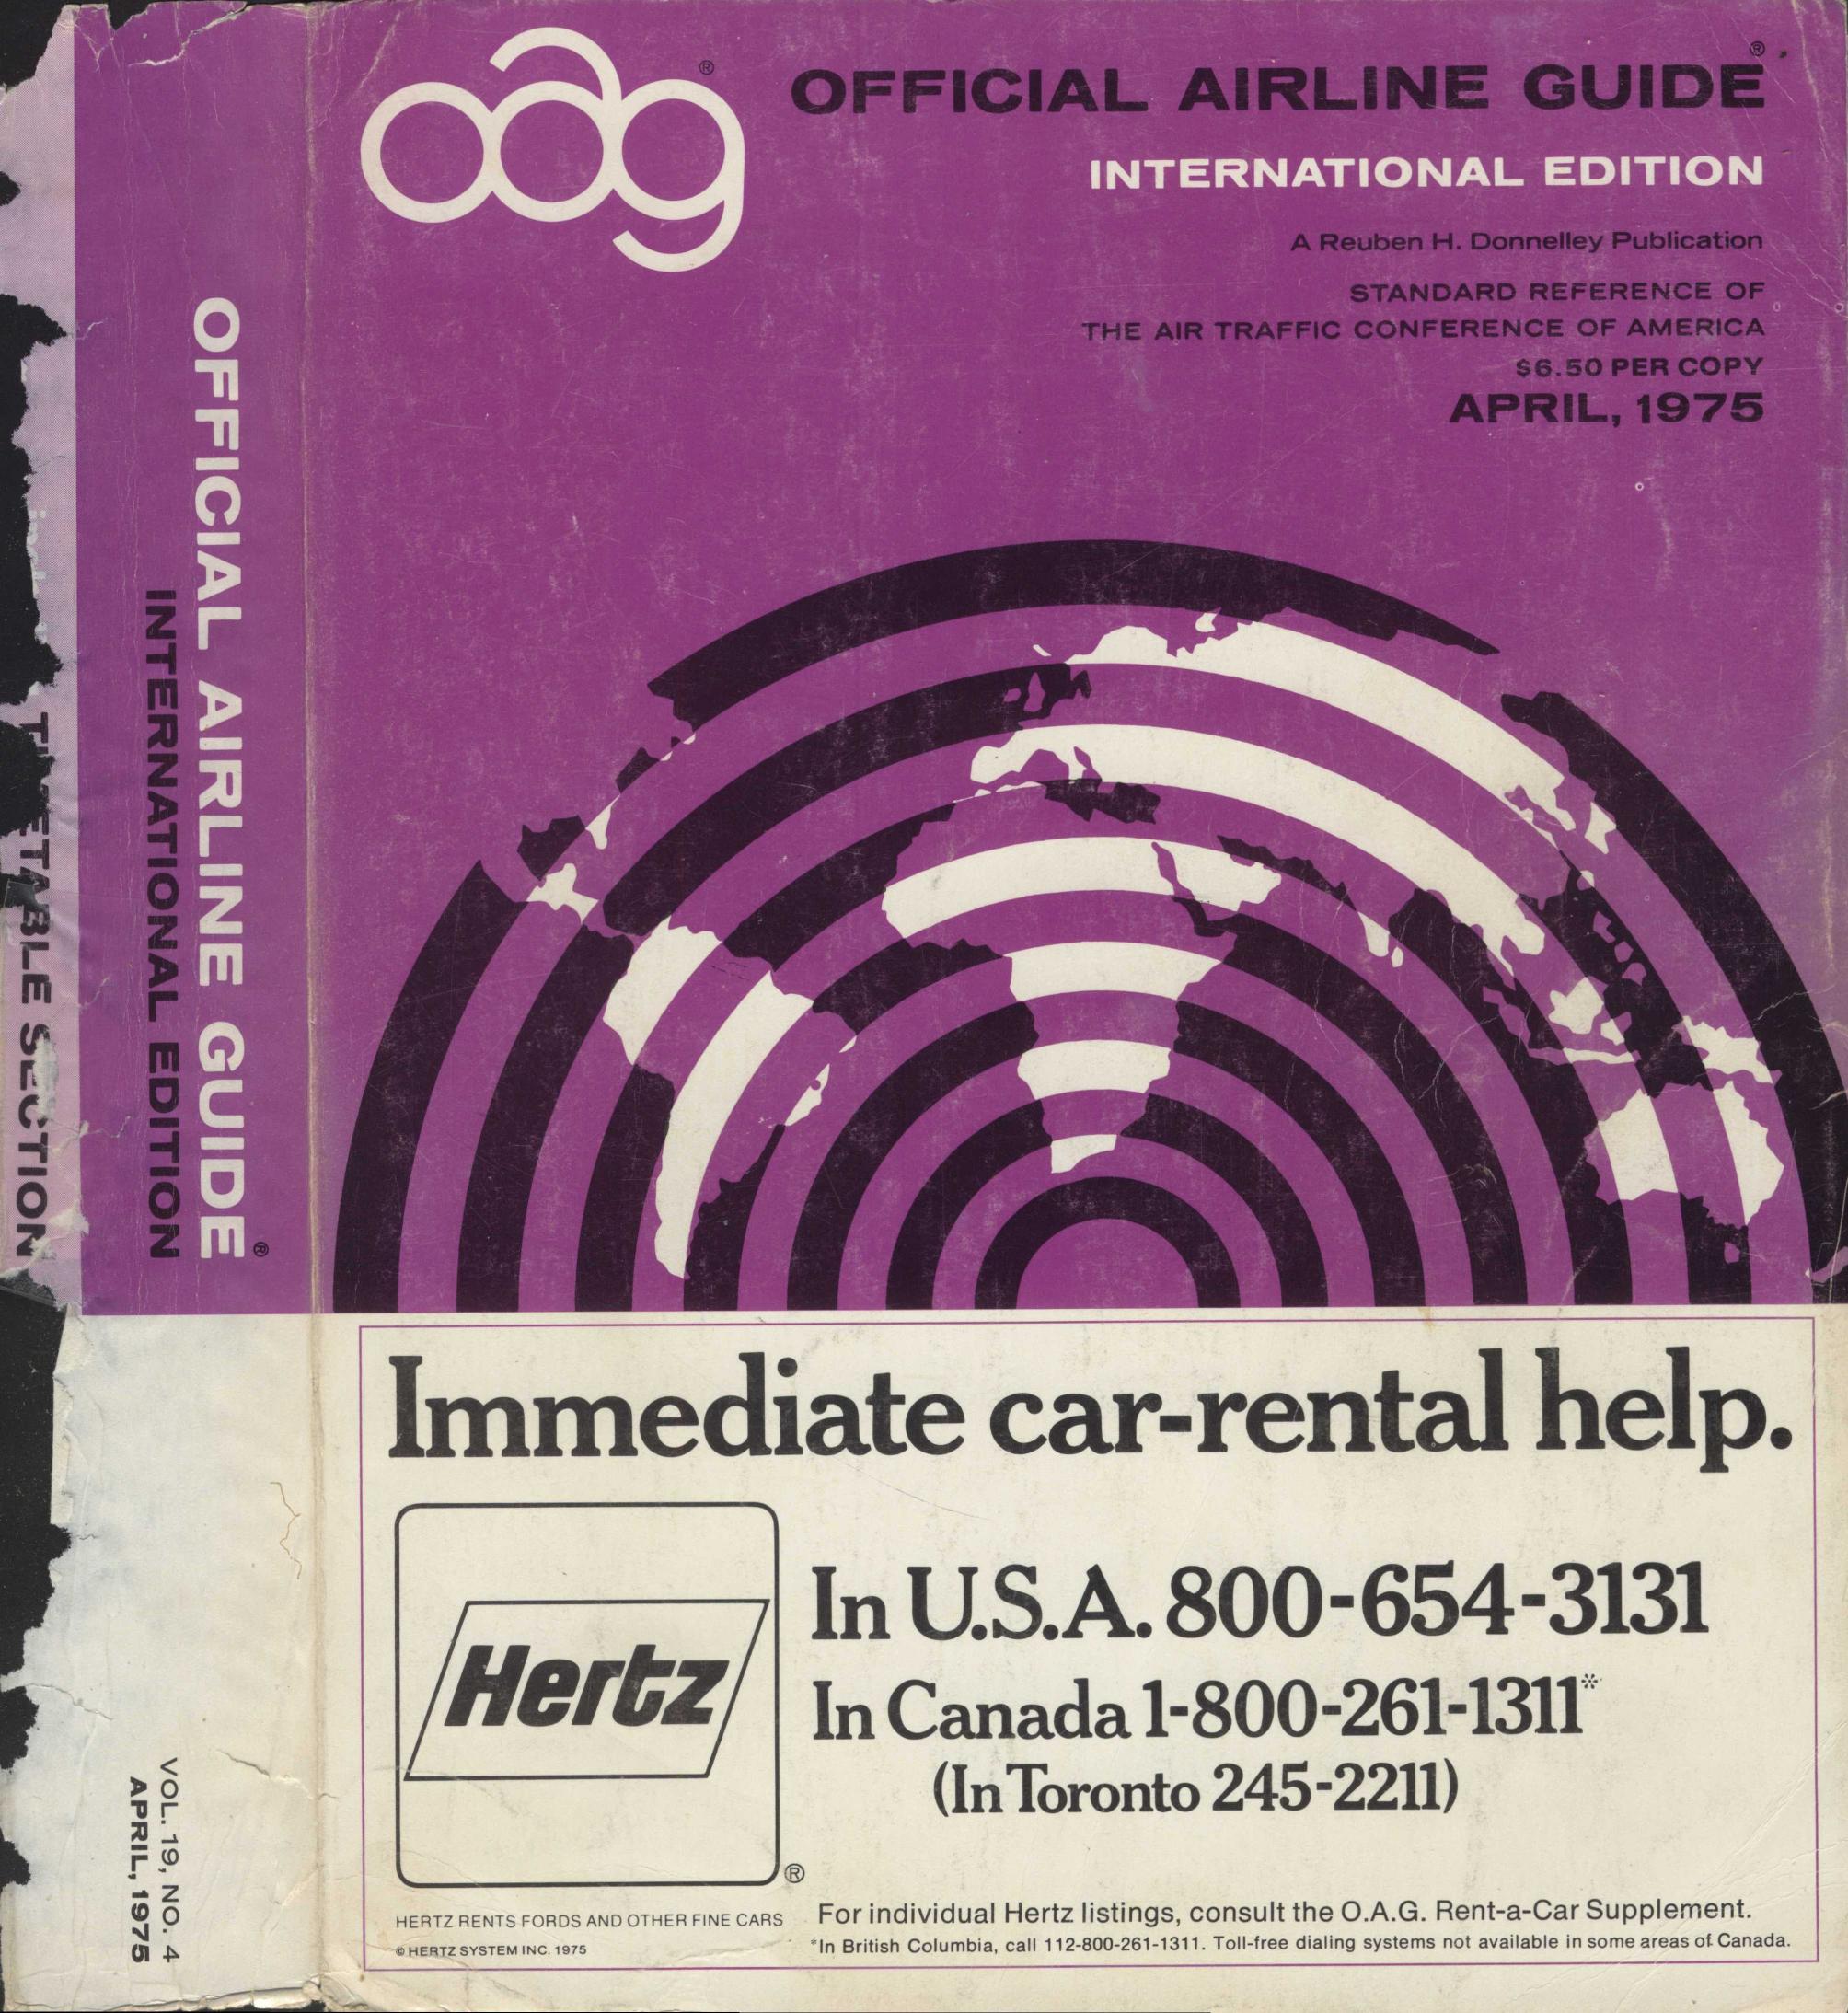 oag®
OFFICIAL AIRLINE GUIDE®
INTERNATIONAL EDITION
A Reuben H. Donnelley Publication
STANDARD REFERENCE OF
THE AIR TRAFFIC CONFERENCE OF AMERICA
$6.50 PER COPY
APRIL, 1975
OFFICIAL AIRLINE GUIDE®
INTERNATIONAL EDITION
TIMETABLE SECTION
VOL. 19, NO. 4
APRIL, 1975
Immediate car-rental help.
Hertz
®
In U.S.A. 800-654-3131
In Canada 1-800-261-1311*
(In Toronto 245-2211)
HERTZ RENTS FORDS AND OTHER FINE CARS
© HERTZ SYSTEM INC. 1975
For individual Hertz listings, consult the O.A.G. Rent-a-Car Supplement.
*In British Columbia, call 112-800-261-1311. Toll-free dialing systems not available in some areas of Canada.